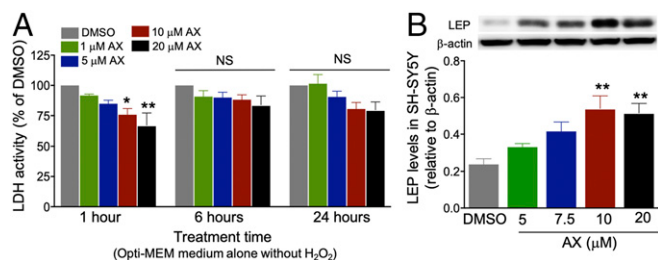 A
DMSO
1 μM AX
5 μM AX
10 μM AX
20 μM AX
LDH activity (% of DMSO)
125
100
75
50
25
0
* **
NS
NS
1 hour 6 hours 24 hours
Treatment time
(Opti-MEM medium alone without H₂O₂)
B
LEP
β-actin
LEP levels in SH-SY5Y
(relative to β-actin)
0.8
0.6
0.4
0.2
0.0
** **
DMSO 5 7.5 10 20
AX (μM)